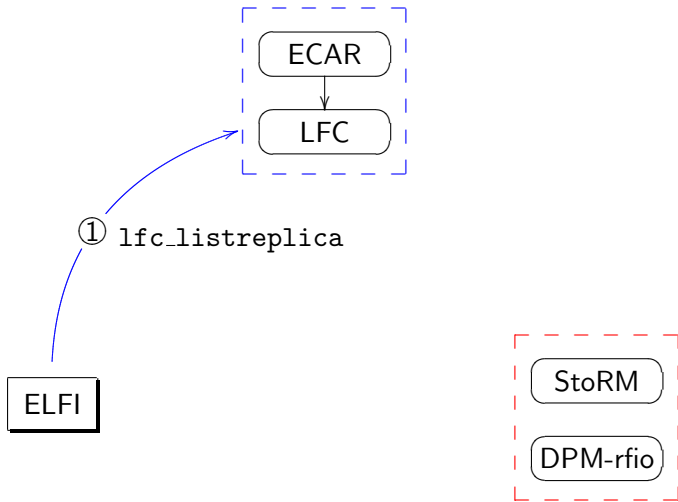 ECAR
LFC
① lfc_listreplica
StoRM
ELFI
DPM-rfio